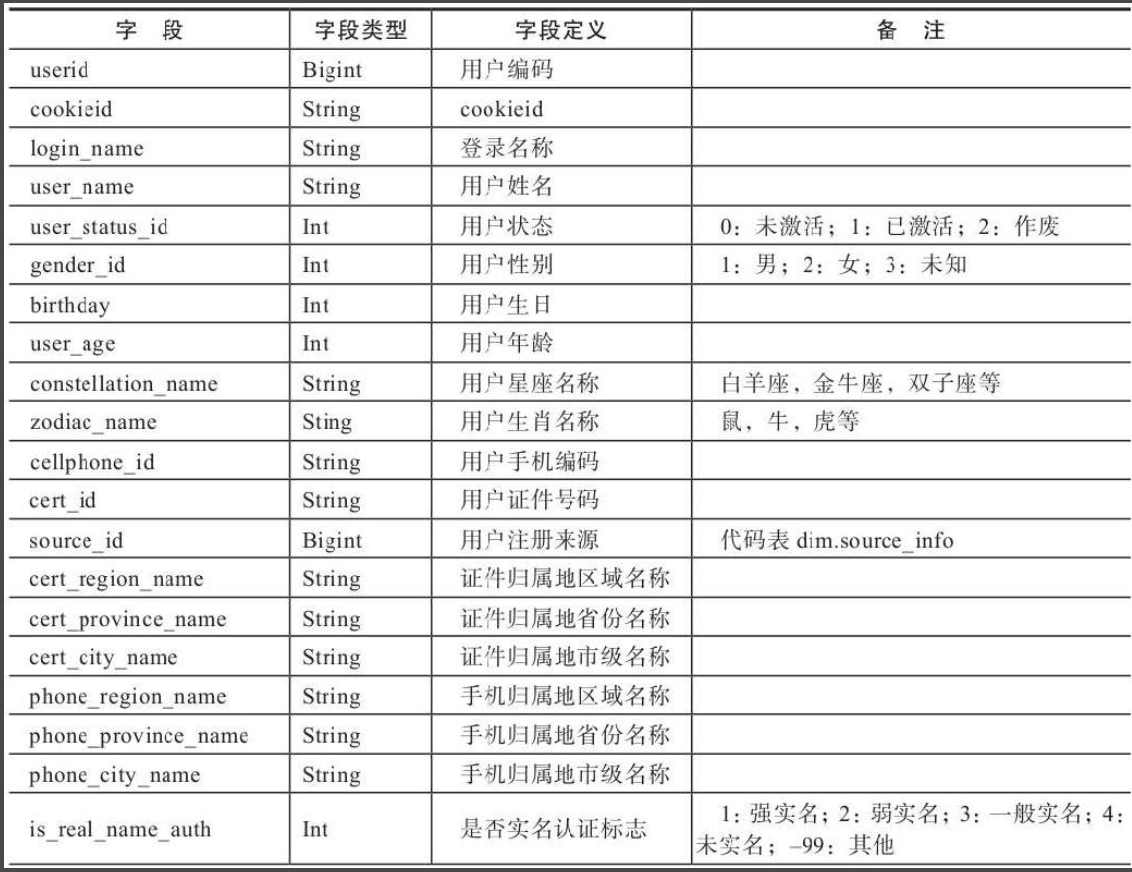 字 段 字段类型 字段定义 备 注
userid Bigint 用户编码
cookieid String cookieid
login_name String 登录名称
user_name String 用户姓名
user_status_id Int 用户状态 0：未激活；1：已激活；2：作废
gender_id Int 用户性别 1：男；2：女；3：未知
birthday Int 用户生日
user_age Int 用户年龄
constellation_name String 用户星座名称 白羊座，金牛座，双子座等
zodiac_name Sting 用户生肖名称 鼠，牛，虎等
cellphone_id String 用户手机编码
cert_id String 用户证件号码
source_id Bigint 用户注册来源 代码表 dim.source_info
cert_region_name String 证件归属地区域名称
cert_province_name String 证件归属地省份名称
cert_city_name String 证件归属地市级名称
phone_region_name String 手机归属地区域名称
phone_province_name String 手机归属地省份名称
phone_city_name String 手机归属地市级名称
is_real_name_auth Int 是否实名认证标志 1：强实名；2：弱实名；3：一般实名；4：
未实名；–99：其他